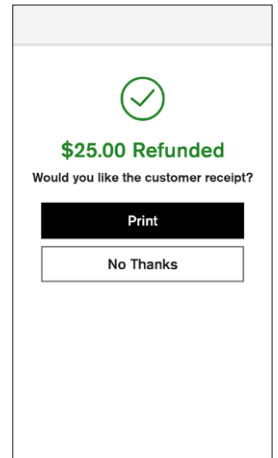 $25.00 Refunded
Would you like the customer receipt?
Print
No Thanks